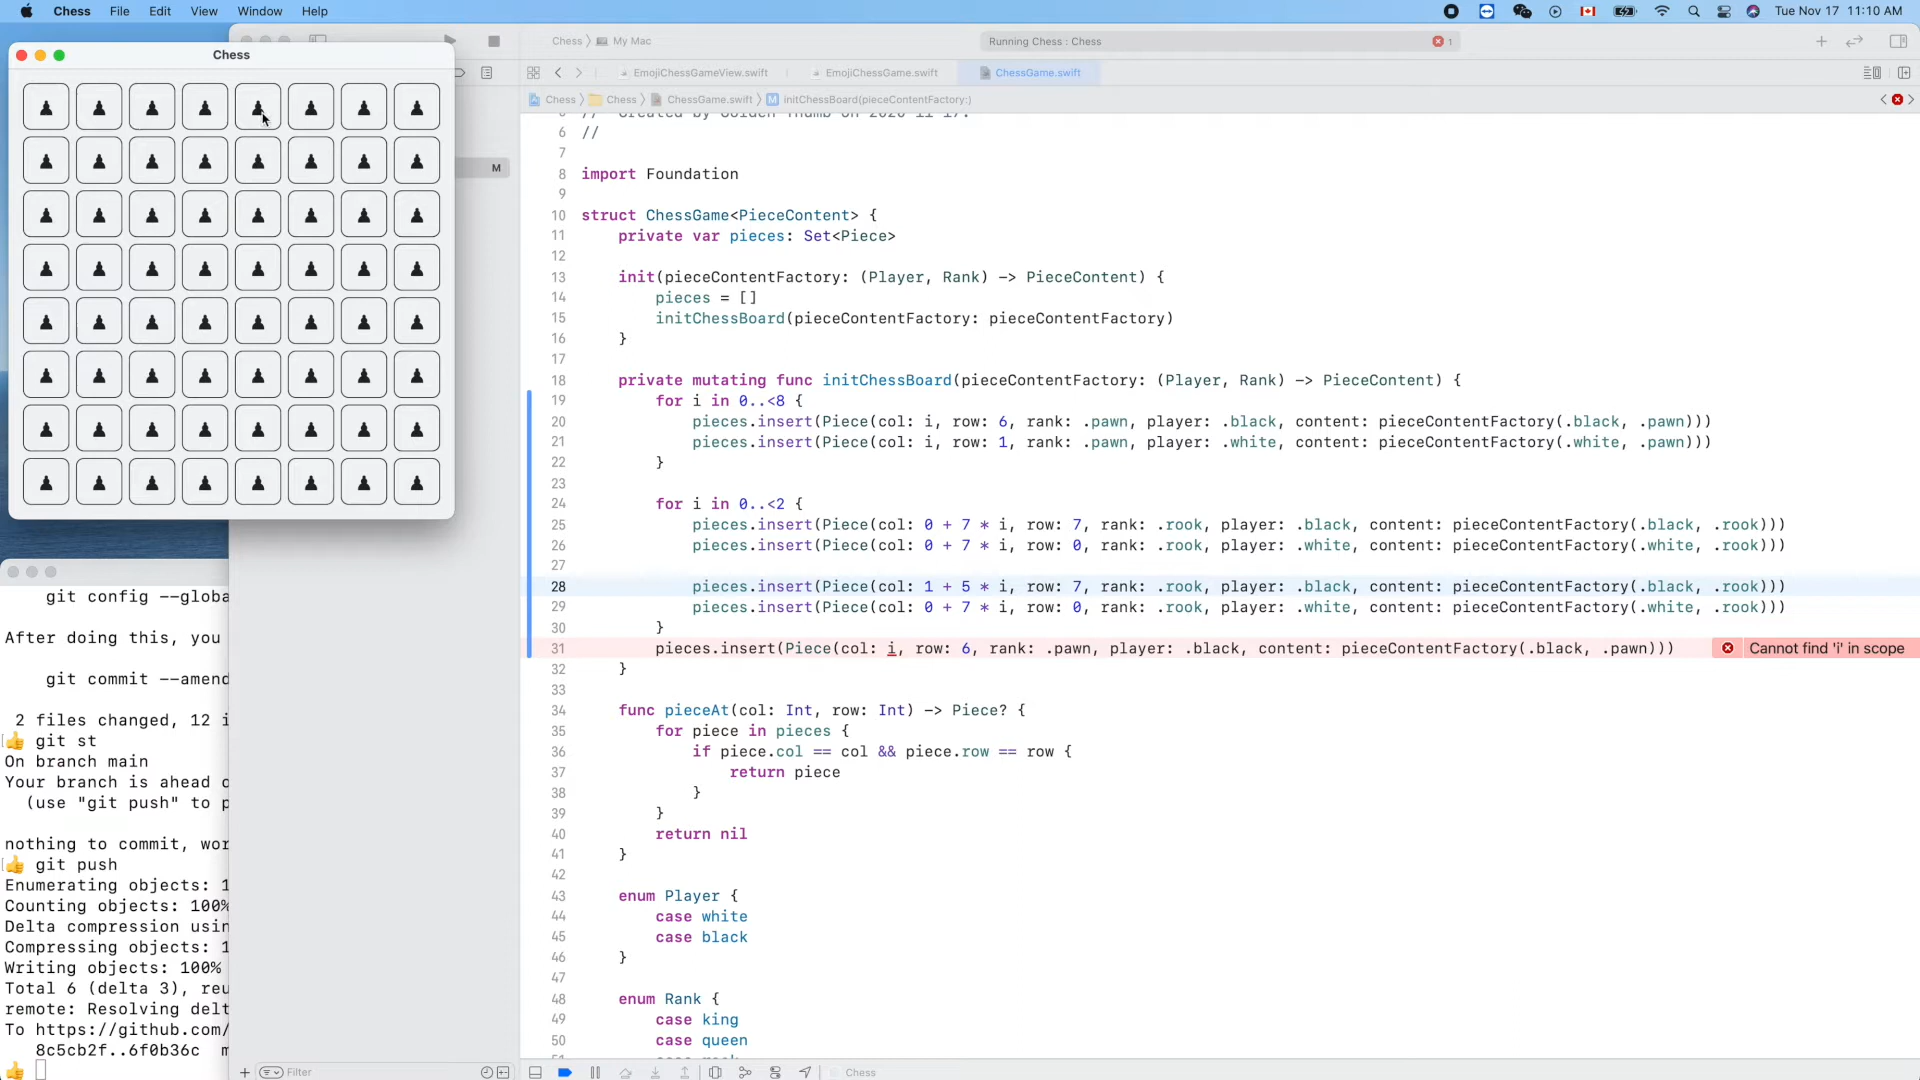 Chess File Edit View Window Help
Tue Nov 17 11:10 AM
Chess
Chess My Mac
Running Chess : Chess
1
EmojiChessGameView.swift
EmojiChessGame.swift
ChessGame.swift
Chess Chess ChessGame.swift M initChessBoard(pieceContentFactory:)
M
6 //
7
8 import Foundation
9
10 struct ChessGame<PieceContent> {
11 private var pieces: Set<Piece>
12
13 init(pieceContentFactory: (Player, Rank) -> PieceContent) {
14 pieces = []
15 initChessBoard(pieceContentFactory: pieceContentFactory)
16 }
17
18 private mutating func initChessBoard(pieceContentFactory: (Player, Rank) -> PieceContent) {
19 for i in 0..<8 {
20 pieces.insert(Piece(col: i, row: 6, rank: .pawn, player: .black, content: pieceContentFactory(.black, .pawn)))
21 pieces.insert(Piece(col: i, row: 1, rank: .pawn, player: .white, content: pieceContentFactory(.white, .pawn)))
22 }
23
24 for i in 0..<2 {
25 pieces.insert(Piece(col: 0 + 7 * i, row: 7, rank: .rook, player: .black, content: pieceContentFactory(.black, .rook)))
26 pieces.insert(Piece(col: 0 + 7 * i, row: 0, rank: .rook, player: .white, content: pieceContentFactory(.white, .rook)))
27
28 pieces.insert(Piece(col: 1 + 5 * i, row: 7, rank: .rook, player: .black, content: pieceContentFactory(.black, .rook)))
29 pieces.insert(Piece(col: 0 + 7 * i, row: 0, rank: .rook, player: .white, content: pieceContentFactory(.white, .rook)))
30 }
31 pieces.insert(Piece(col: i, row: 6, rank: .pawn, player: .black, content: pieceContentFactory(.black, .pawn))) Cannot find 'i' in scope
32 }
33
34 func pieceAt(col: Int, row: Int) -> Piece? {
35 for piece in pieces {
36 if piece.col == col && piece.row == row {
37 return piece
38 }
39 }
40 return nil
41 }
42
43 enum Player {
44 case white
45 case black
46 }
47
48 enum Rank {
49 case king
50 case queen
git config --globa
After doing this, you
git commit --amend
2 files changed, 12 i
👍 git st
On branch main
Your branch is ahead o
(use "git push" to p
nothing to commit, wor
👍 git push
Enumerating objects: 1
Counting objects: 100%
Delta compression usin
Compressing objects: 1
Writing objects: 100%
Total 6 (delta 3), reu
remote: Resolving delt
To https://github.com/
8c5cb2f..6f0b36c m
👍
Filter
Chess